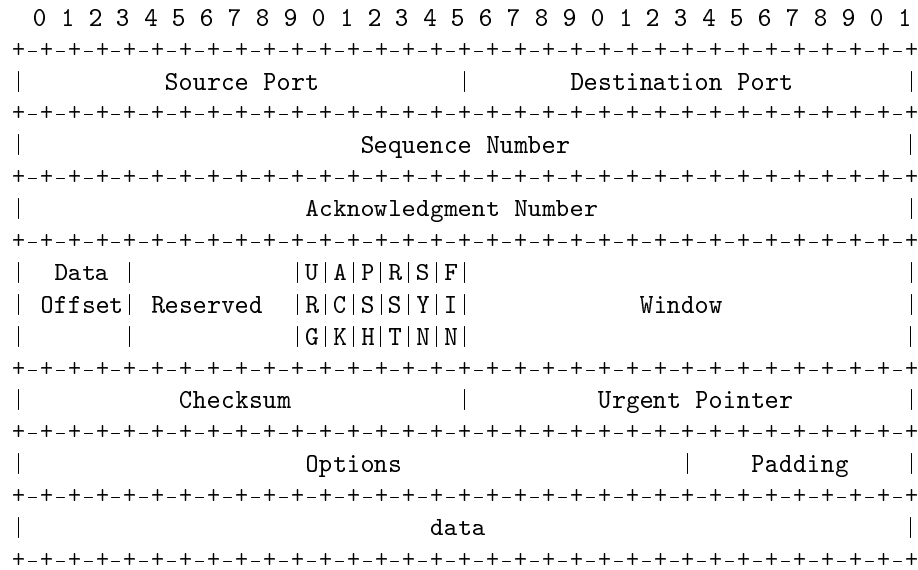 0 1 2 3 4 5 6 7 8 9 0 1 2 3 4 5 6 7 8 9 0 1 2 3 4 5 6 7 8 9 0 1
+-+-+-+-+-+-+-+-+-+-+-+-+-+-+-+-+-+-+-+-+-+-+-+-+-+-+-+-+-+-+-+-+
| Source Port | Destination Port |
+-+-+-+-+-+-+-+-+-+-+-+-+-+-+-+-+-+-+-+-+-+-+-+-+-+-+-+-+-+-+-+-+
| Sequence Number |
+-+-+-+-+-+-+-+-+-+-+-+-+-+-+-+-+-+-+-+-+-+-+-+-+-+-+-+-+-+-+-+-+
| Acknowledgment Number |
+-+-+-+-+-+-+-+-+-+-+-+-+-+-+-+-+-+-+-+-+-+-+-+-+-+-+-+-+-+-+-+-+
| Data | |U|A|P|R|S|F| |
| Offset| Reserved |R|C|S|S|Y|I| Window |
| | |G|K|H|T|N|N| |
+-+-+-+-+-+-+-+-+-+-+-+-+-+-+-+-+-+-+-+-+-+-+-+-+-+-+-+-+-+-+-+-+
| Checksum | Urgent Pointer |
+-+-+-+-+-+-+-+-+-+-+-+-+-+-+-+-+-+-+-+-+-+-+-+-+-+-+-+-+-+-+-+-+
| Options | Padding |
+-+-+-+-+-+-+-+-+-+-+-+-+-+-+-+-+-+-+-+-+-+-+-+-+-+-+-+-+-+-+-+-+
| data |
+-+-+-+-+-+-+-+-+-+-+-+-+-+-+-+-+-+-+-+-+-+-+-+-+-+-+-+-+-+-+-+-+